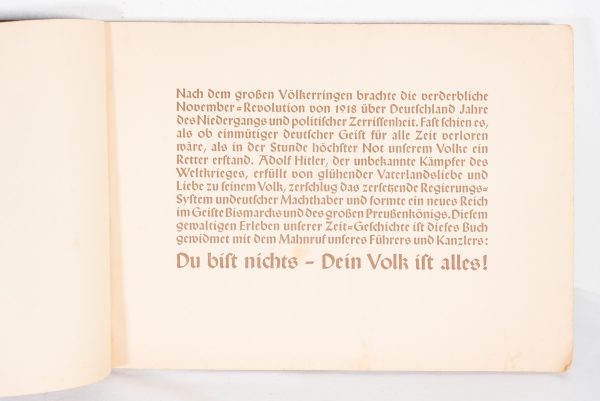 Nach dem großen Völkerringen brachte die verderbliche
November=Revolution von 1918 über Deutschland Jahre
des Niedergangs und politischer Zerrissenheit. Fast schien es,
als ob einmütiger deutscher Geist für alle Zeit verloren
wäre, als in der Stunde höchster Not unserem Volke ein
Retter erstand. Adolf Hitler, der unbekannte Kämpfer des
Weltkrieges, erfüllt von glühender Vaterlandsliebe und
Liebe zu seinem Volk, zerschlug das zersetzende Regierungs=
System undeutscher Machthaber und formte ein neues Reich
im Geiste Bismarcks und des großen Preußenkönigs. Diesem
gewaltigen Erleben unserer Zeit=Geschichte ist dieses Buch
gewidmet mit dem Mahnruf unseres Führers und Kanzlers:
Du bist nichts – Dein Volk ist alles!